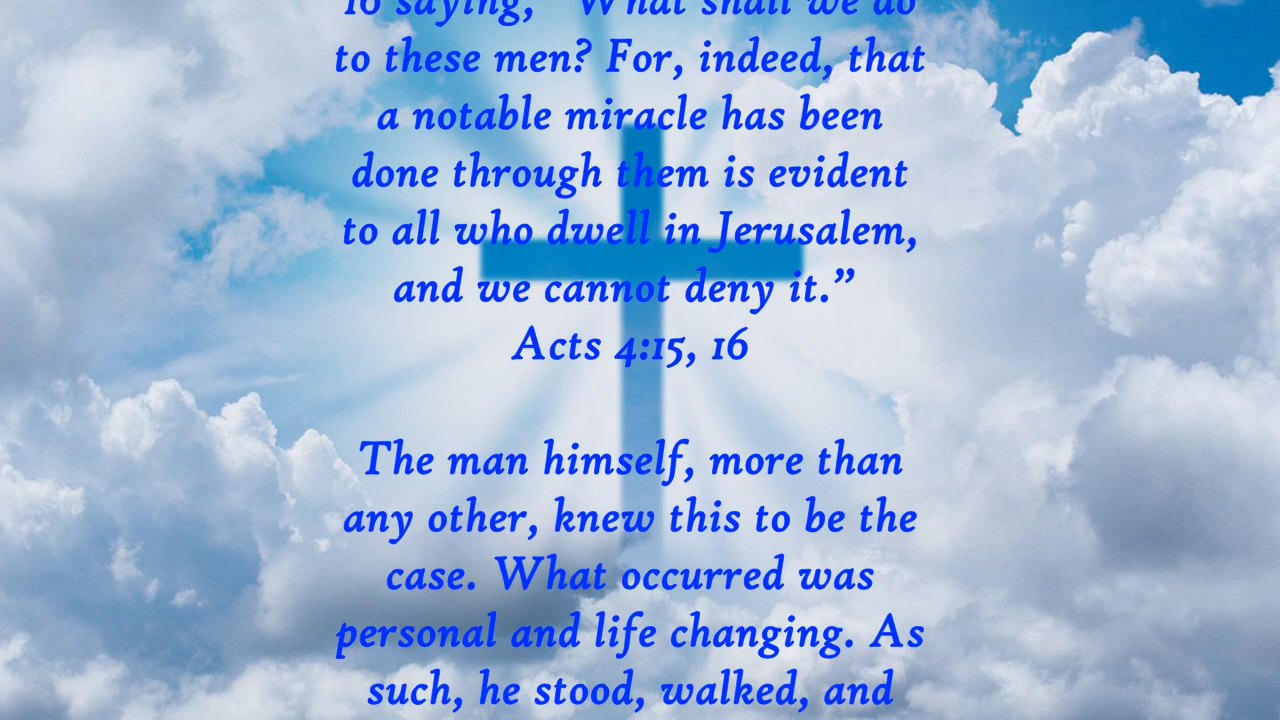 16 saying, “What shall we do
to these men? For, indeed, that
a notable miracle has been
done through them is evident
to all who dwell in Jerusalem,
and we cannot deny it.”
Acts 4:15, 16
The man himself, more than
any other, knew this to be the
case. What occurred was
personal and life changing. As
such, he stood, walked, and